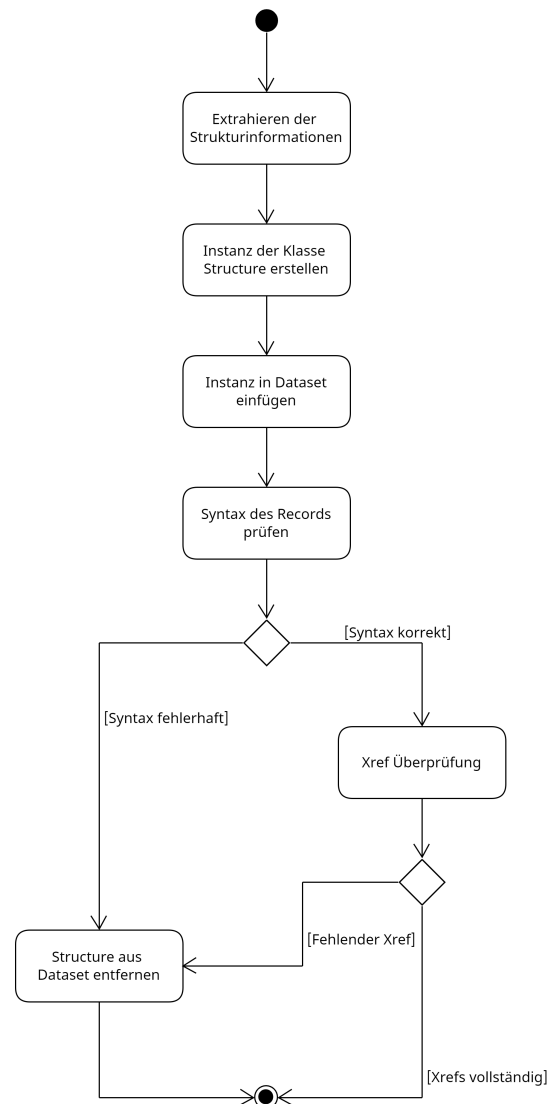 Extrahieren der
Strukturinformationen
Instanz der Klasse
Structure erstellen
Instanz in Dataset
einfügen
Syntax des Records
prüfen
[Syntax korrekt]
[Syntax fehlerhaft]
Xref Überprüfung
[Fehlender Xref]
Structure aus
Dataset entfernen
[Xrefs vollständig]